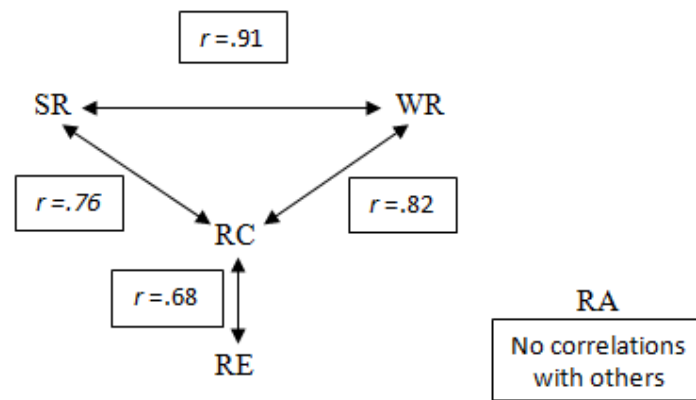 r =.91
SR
WR
r =.76
r =.82
RC
r =.68
RA
RE
No correlations
with others